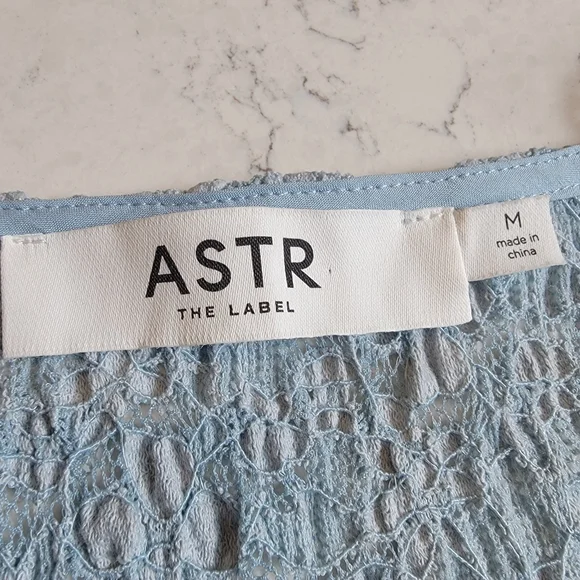 ASTR
THE LABEL
M
made in
china